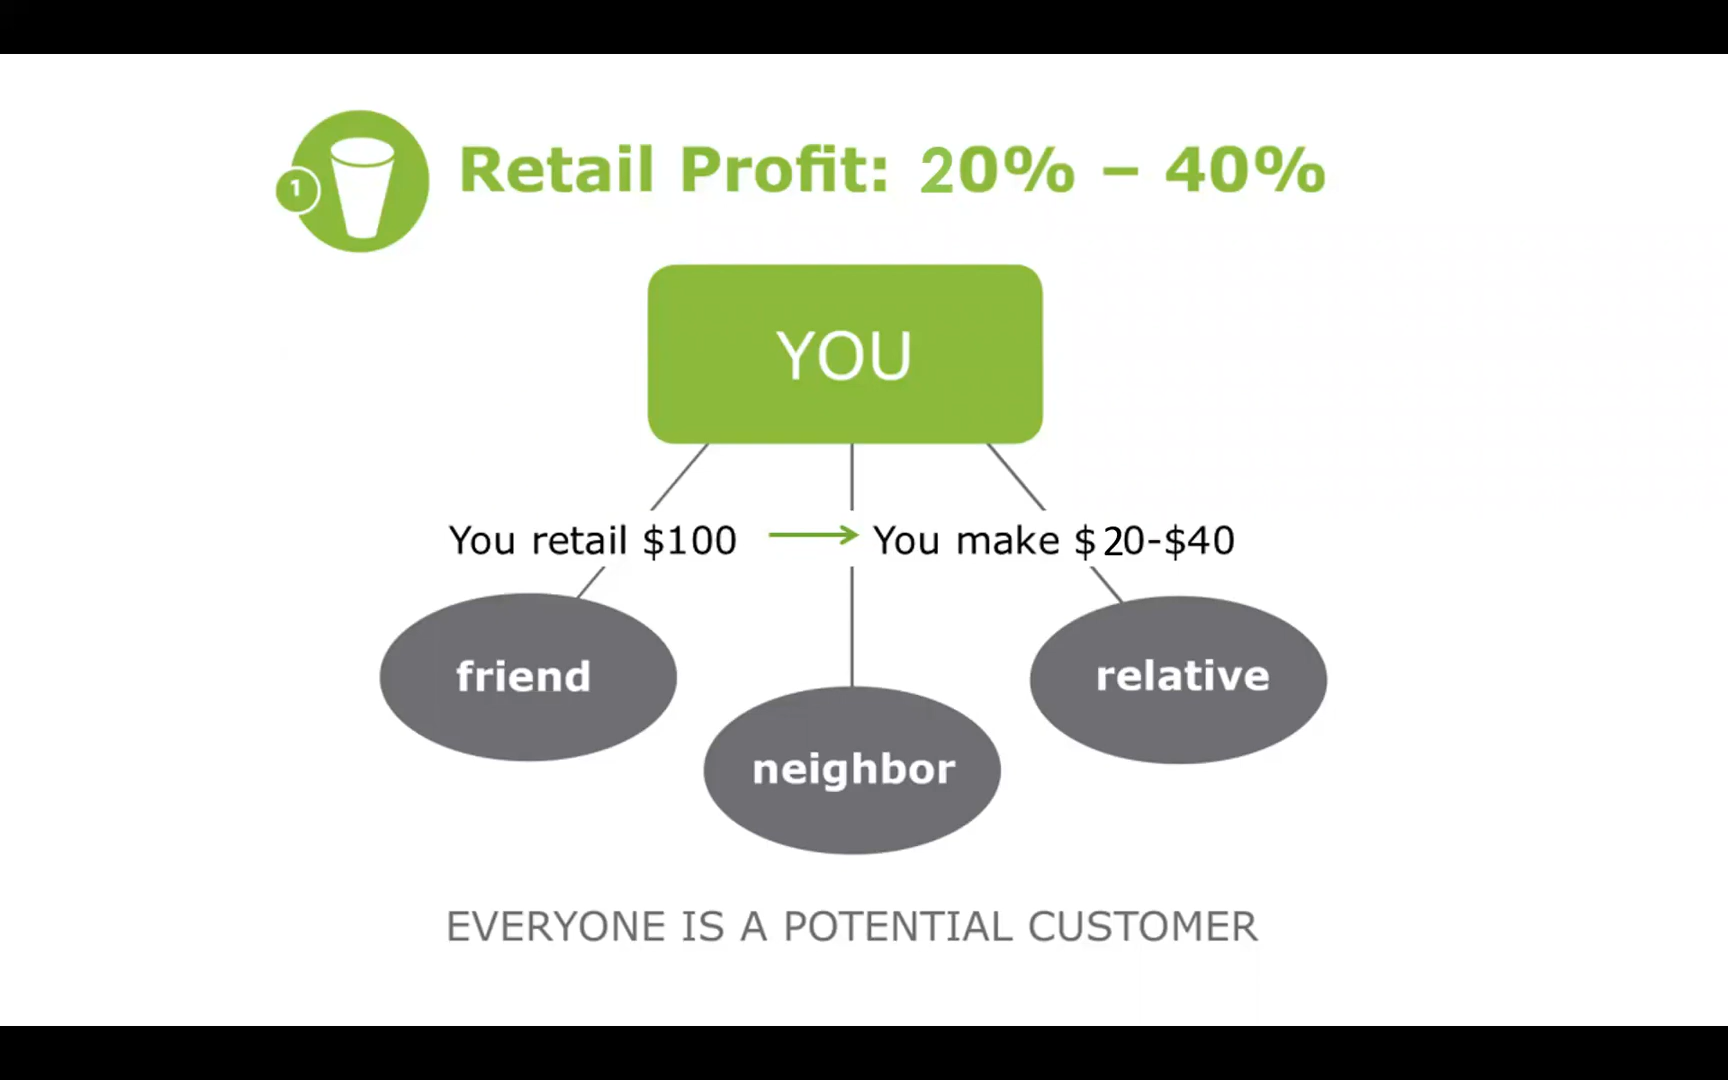 1
Retail Profit: 20% – 40%
YOU
You retail $100 You make $20-$40
friend
neighbor
relative
EVERYONE IS A POTENTIAL CUSTOMER